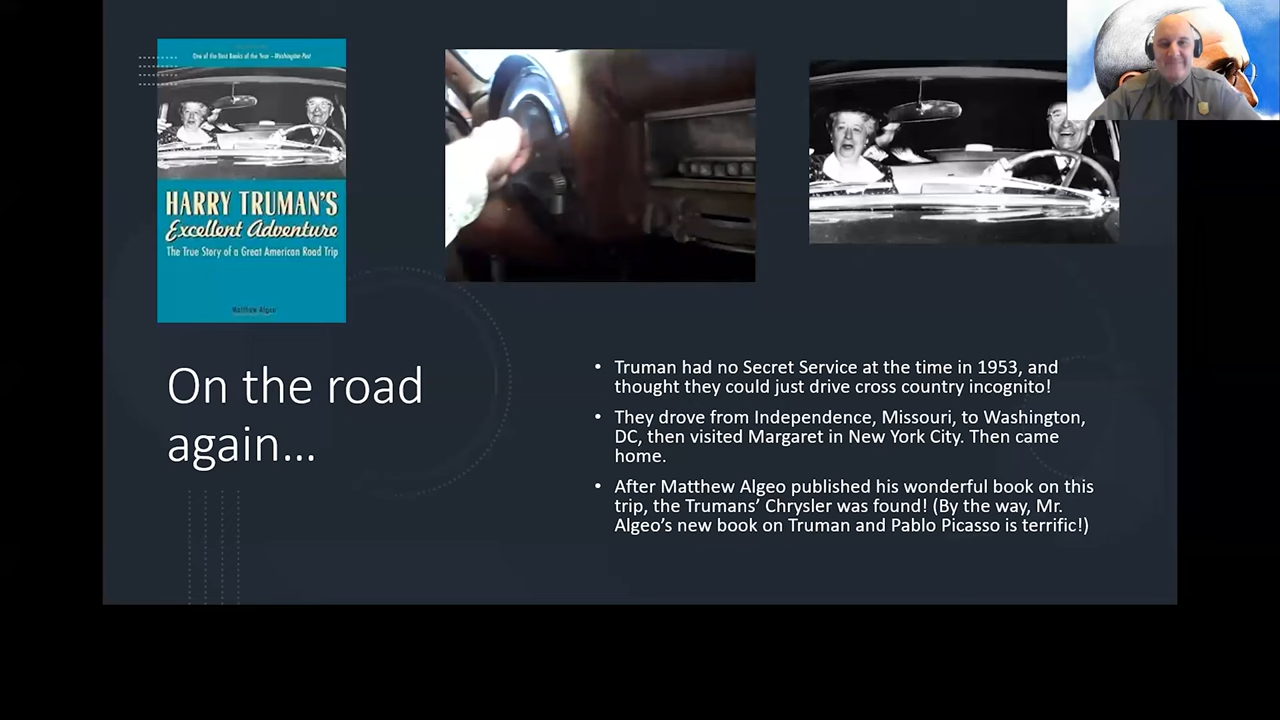 One of the Best Books of the Year –Washington Post
HARRY TRUMAN'S
Excellent Adventure
The True Story of a Great American Road Trip
Matthew Algeo
On the road
again…
• Truman had no Secret Service at the time in 1953, and
thought they could just drive cross country incognito!
• They drove from Independence, Missouri, to Washington,
DC, then visited Margaret in New York City. Then came
home.
• After Matthew Algeo published his wonderful book on this
trip, the Trumans’ Chrysler was found! (By the way, Mr.
Algeo’s new book on Truman and Pablo Picasso is terrific!)